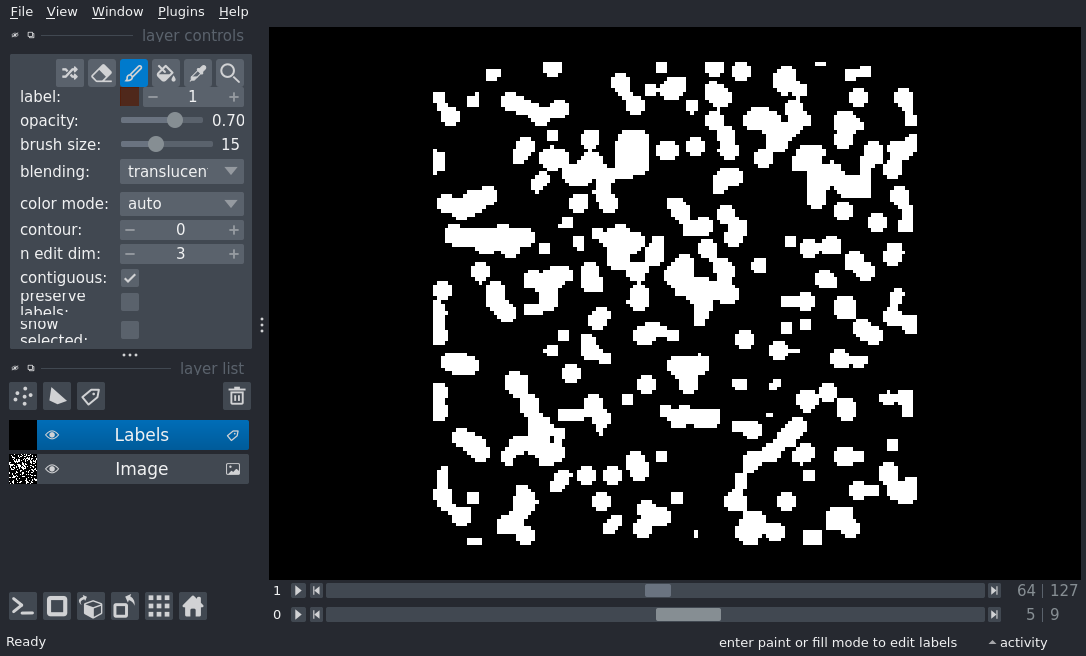 File View Window Plugins Help
layer controls
label: 1
opacity: 0.70
brush size: 15
blending: translucen
color mode: auto
contour: 0
n edit dim: 3
contiguous:
preserve
labels:
show
selected:
layer list
Labels
Image
1 64 127
0 5 9
Ready enter paint or fill mode to edit labels activity